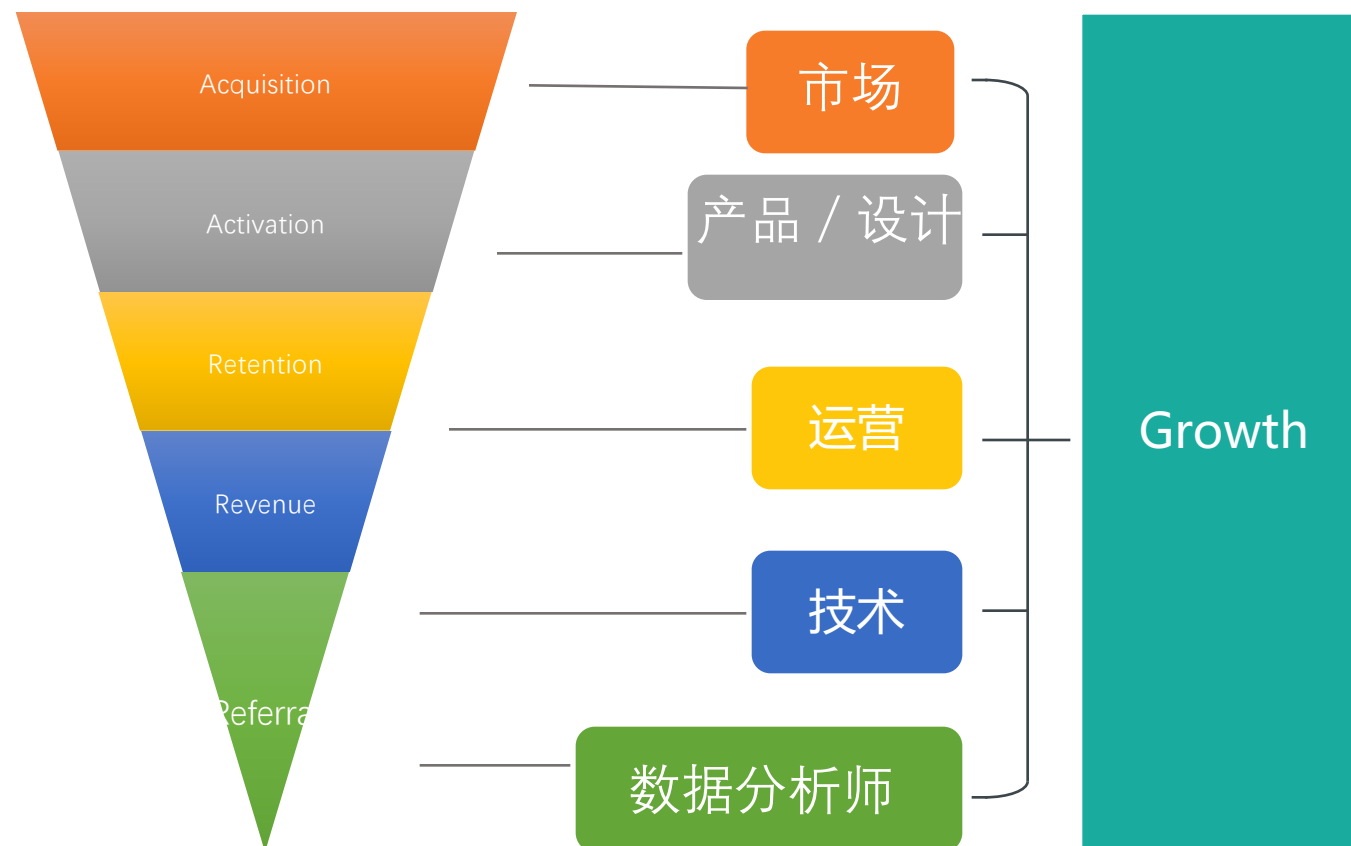 Acquisition
市场
Activation
产品 / 设计
Retention
运营
Revenue
技术
Referral
数据分析师
Growth